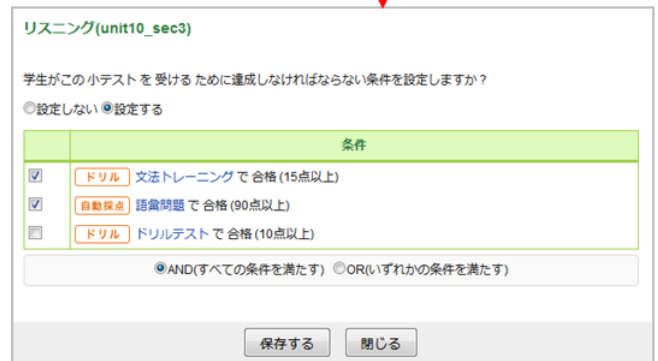 リスニング(unit10_sec3)
学生がこの 小テスト を 受ける ために達成しなければならない条件を設定しますか？
設定しない 設定する
条件
ドリル 文法トレーニング で 合格 (15点以上)
自動採点 語彙問題 で 合格 (90点以上)
ドリル ドリルテスト で 合格 (10点以上)
AND(すべての条件を満たす) OR(いずれかの条件を満たす)
保存する 閉じる